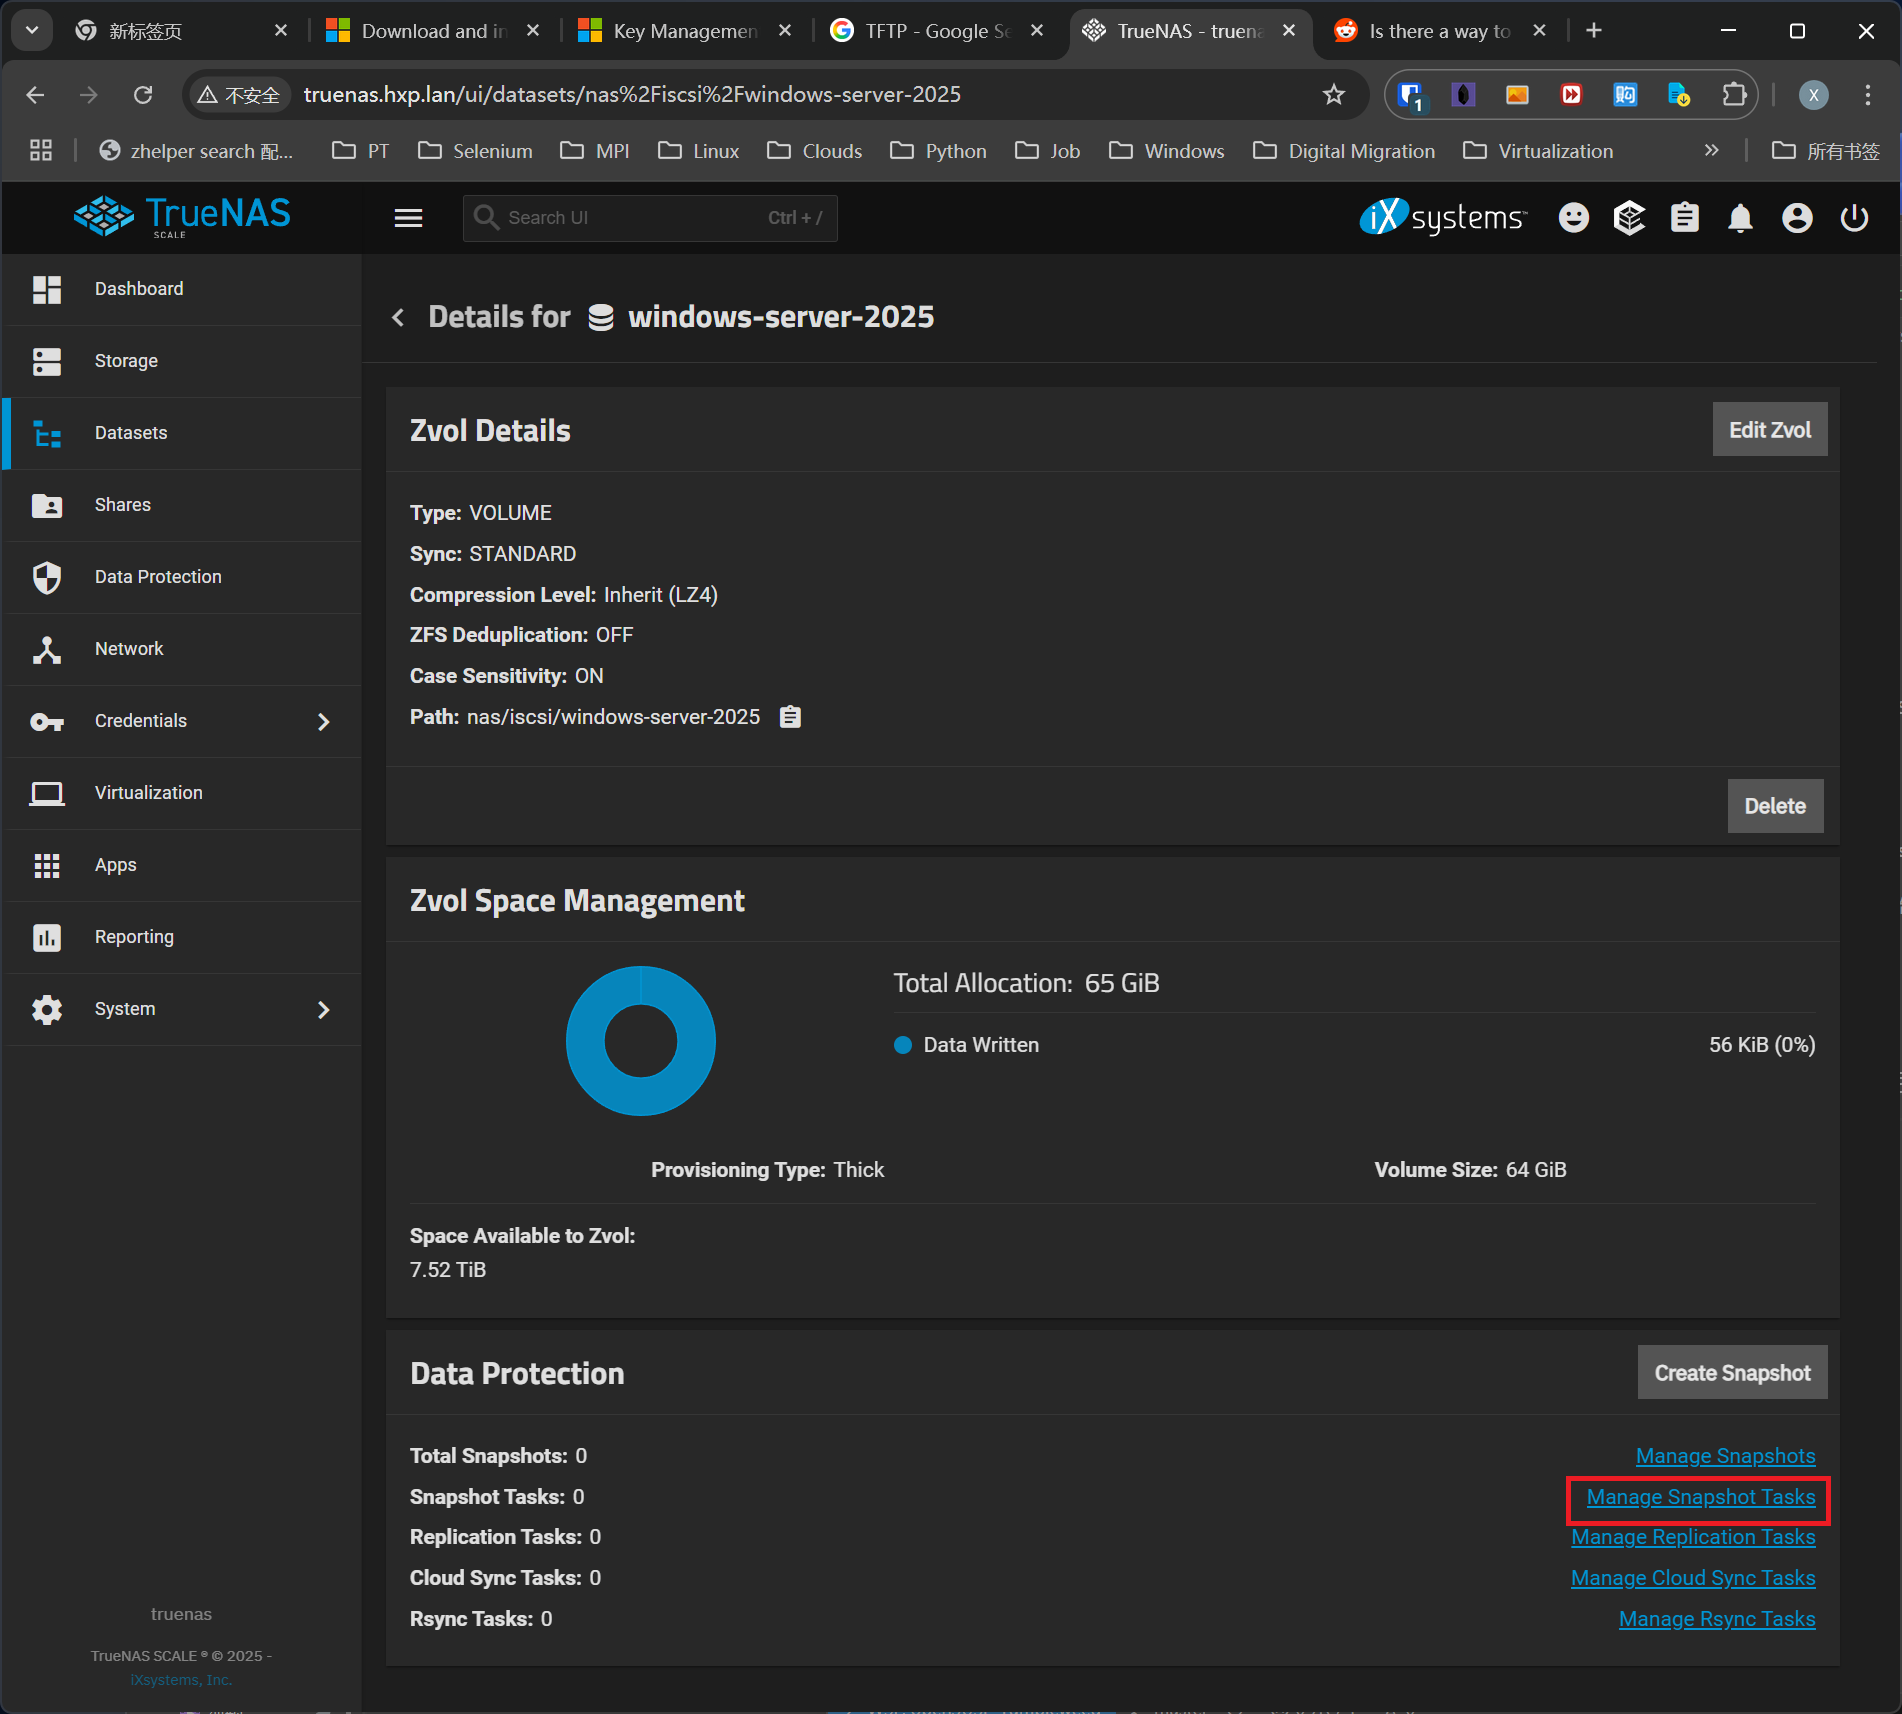 新标签页
Download and in
Key Managemen
TFTP - Google Se
TrueNAS - truena
Is there a way to
不安全
truenas.hxp.lan/ui/datasets/nas%2Fiscsi%2Fwindows-server-2025
1
购
X
zhelper search 配...
PT
Selenium
MPI
Linux
Clouds
Python
Job
Windows
Digital Migration
Virtualization
所有书签
TrueNAS
SCALE
Search UI
Ctrl + /
iX systems™
Dashboard
Storage
Datasets
Shares
Data Protection
Network
Credentials
Virtualization
Apps
Reporting
System
truenas
TrueNAS SCALE ® © 2025 -
iXsystems, Inc.
Details for windows-server-2025
Zvol Details
Edit Zvol
Type: VOLUME
Sync: STANDARD
Compression Level: Inherit (LZ4)
ZFS Deduplication: OFF
Case Sensitivity: ON
Path: nas/iscsi/windows-server-2025
Delete
Zvol Space Management
Total Allocation: 65 GiB
Data Written
56 KiB (0%)
Provisioning Type: Thick
Volume Size: 64 GiB
Space Available to Zvol:
7.52 TiB
Data Protection
Create Snapshot
Total Snapshots: 0
Manage Snapshots
Snapshot Tasks: 0
Manage Snapshot Tasks
Replication Tasks: 0
Manage Replication Tasks
Cloud Sync Tasks: 0
Manage Cloud Sync Tasks
Rsync Tasks: 0
Manage Rsync Tasks